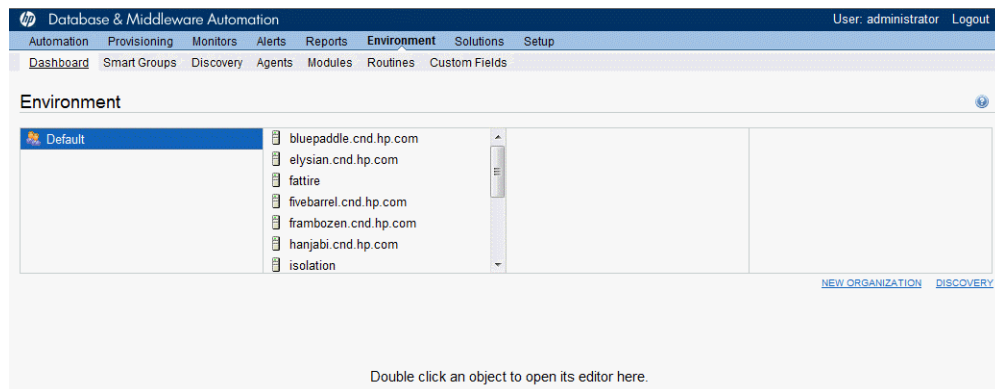 hp Database & Middleware Automation User: administrator Logout
Automation Provisioning Monitors Alerts Reports Environment Solutions Setup
Dashboard Smart Groups Discovery Agents Modules Routines Custom Fields
Environment
Default
bluepaddle.cnd.hp.com
elysian.cnd.hp.com
fattire
fivebarrel.cnd.hp.com
frambozen.cnd.hp.com
hanjabi.cnd.hp.com
isolation
NEW ORGANIZATION DISCOVERY
Double click an object to open its editor here.